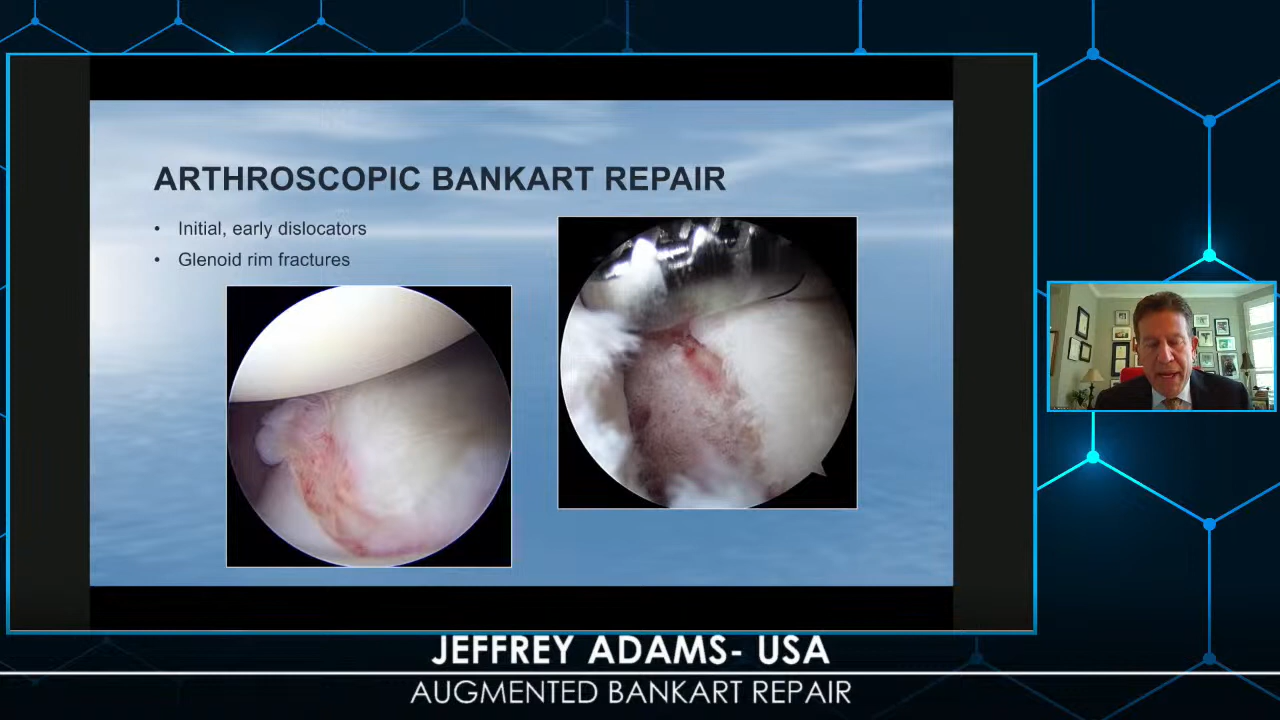 ARTHROSCOPIC BANKART REPAIR
• Initial, early dislocators
• Glenoid rim fractures
JEFFREY ADAMS- USA
AUGMENTED BANKART REPAIR